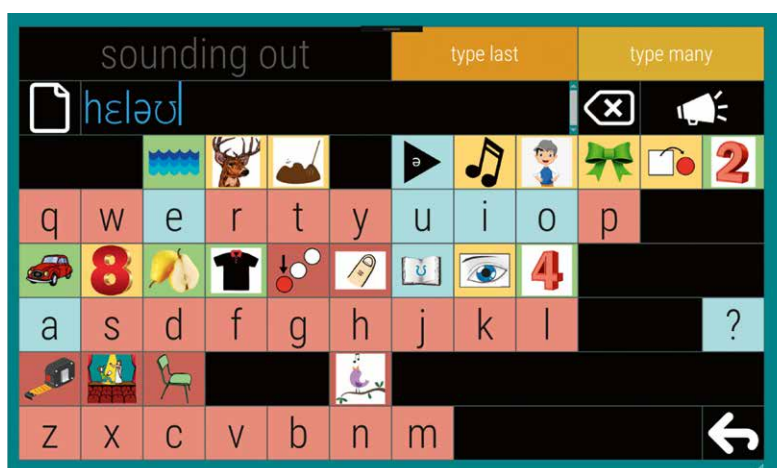 sounding out type last type many
hɛləʊ
ə 2
q w e r t y u i o p
8 ʊ 4
a s d f g h j k l ?
z x c v b n m